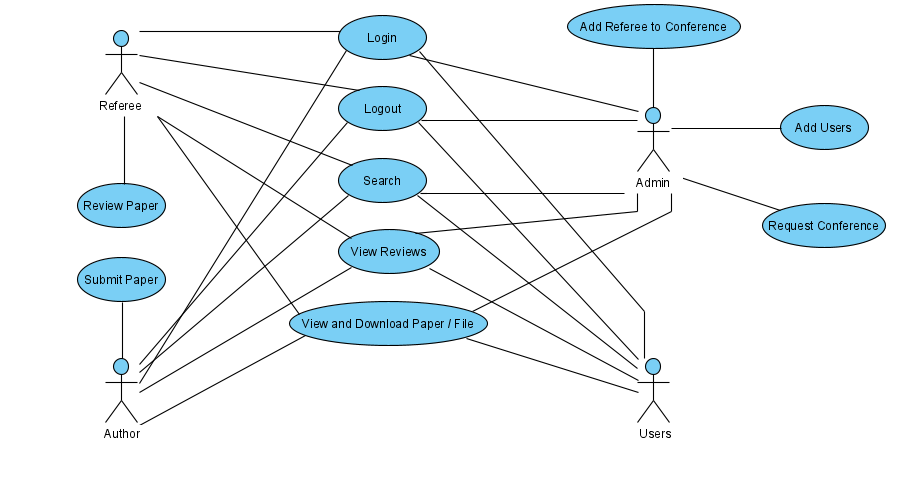 Login
Add Referee to Conference
Referee
Logout
Add Users
Search
Admin
Review Paper
Request Conference
View Reviews
Submit Paper
View and Download Paper / File
Author
Users